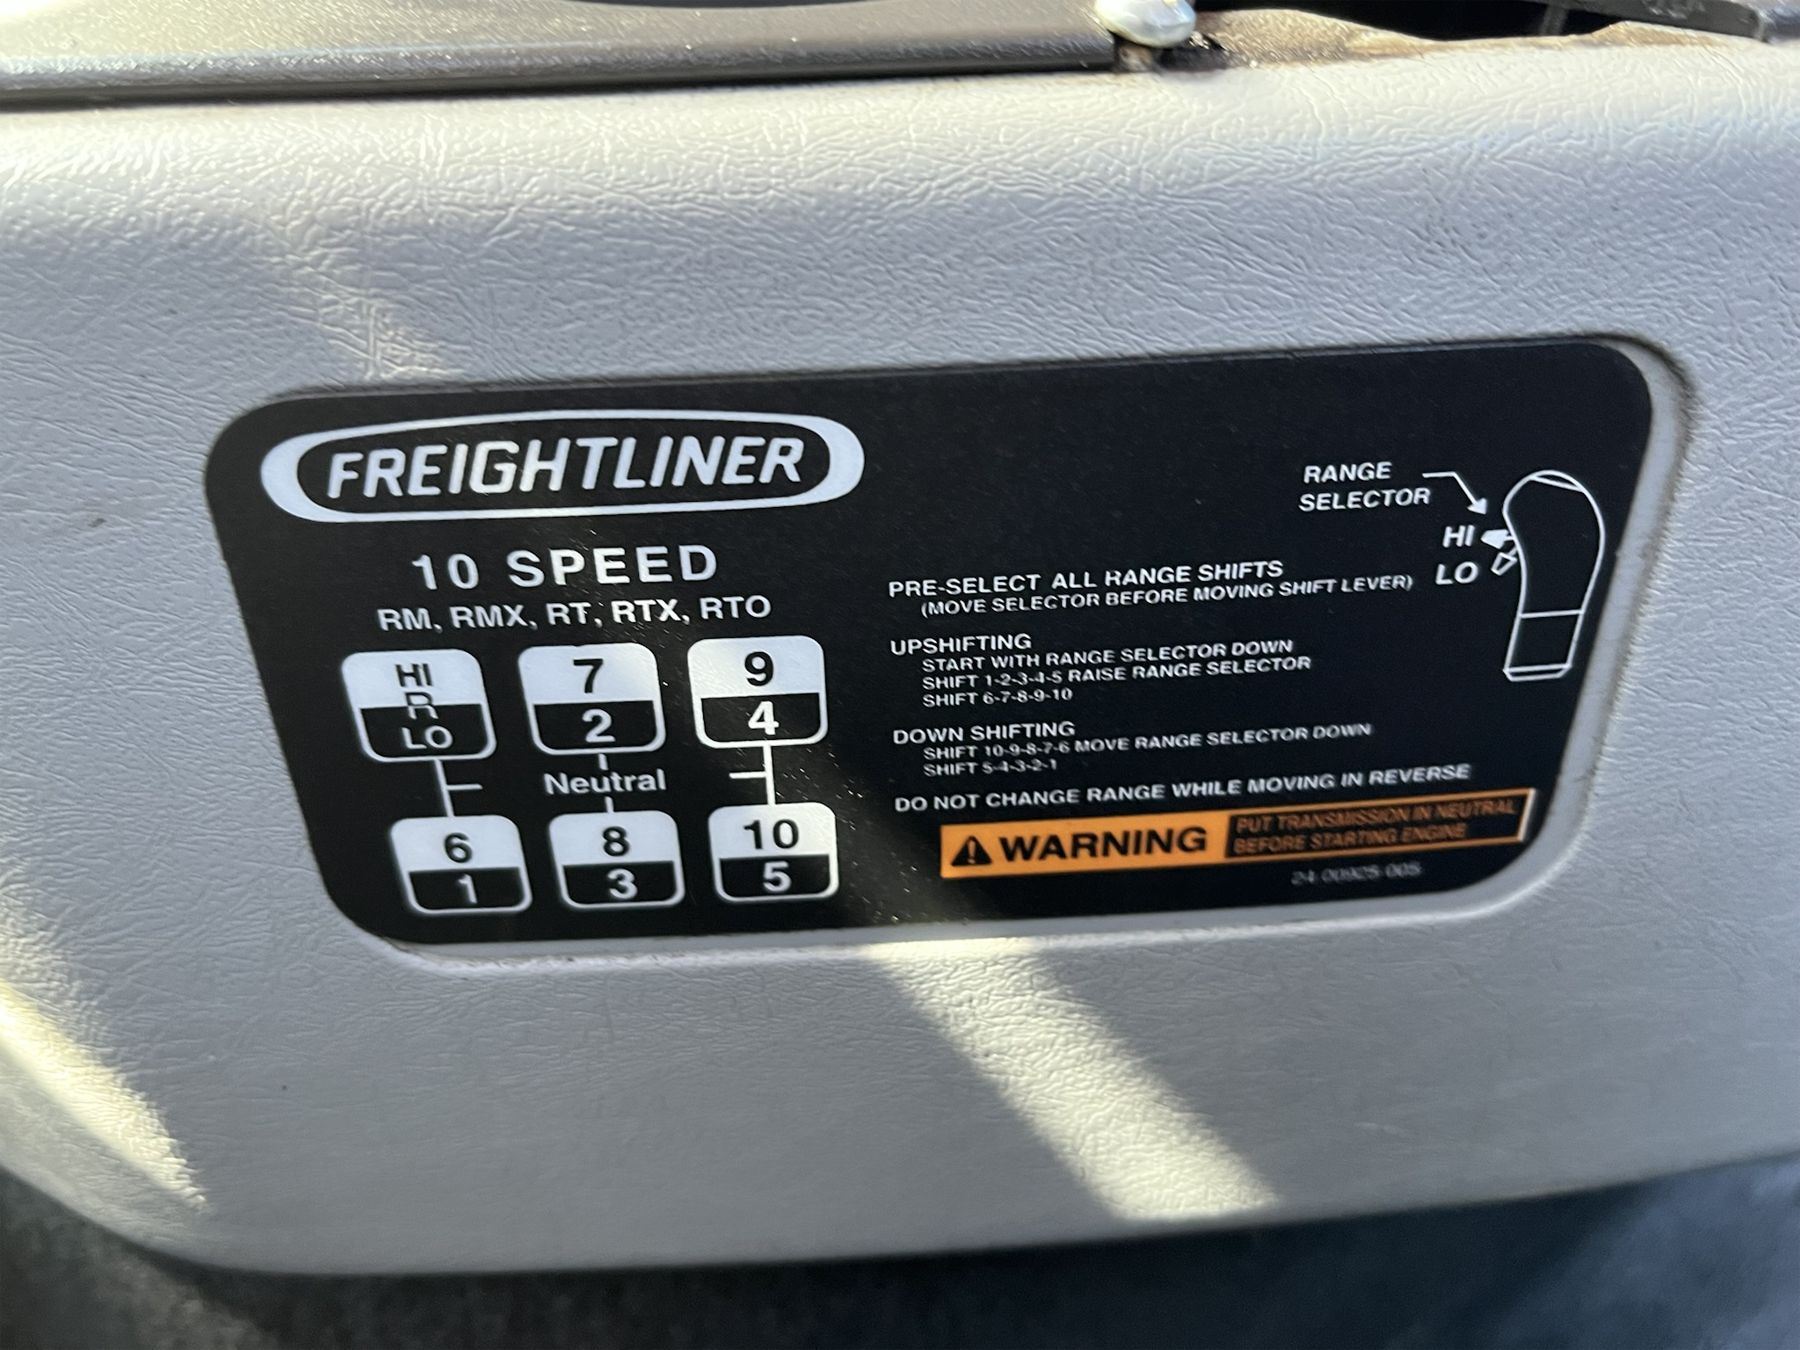 FREIGHTLINER
10 SPEED
RM, RMX, RT, RTX, RTO
HI
R
LO
7
2
9
4
Neutral
6
1
8
3
10
5
RANGE
SELECTOR
HI
LO
PRE-SELECT ALL RANGE SHIFTS
(MOVE SELECTOR BEFORE MOVING SHIFT LEVER)
UPSHIFTING
START WITH RANGE SELECTOR DOWN
SHIFT 1-2-3-4-5 RAISE RANGE SELECTOR
SHIFT 6-7-8-9-10
DOWN SHIFTING
SHIFT 10-9-8-7-6 MOVE RANGE SELECTOR DOWN
SHIFT 5-4-3-2-1
DO NOT CHANGE RANGE WHILE MOVING IN REVERSE
WARNING
PUT TRANSMISSION IN NEUTRAL
BEFORE STARTING ENGINE
24-00925-005